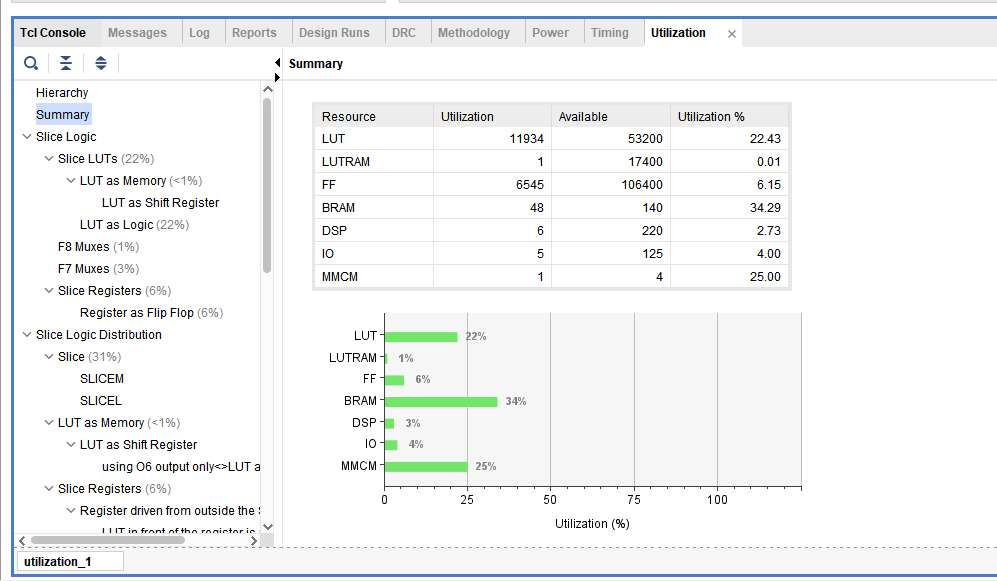 Tcl Console Messages Log Reports Design Runs DRC Methodology Power Timing Utilization ×
Summary
Hierarchy
Summary
Slice Logic
Slice LUTs (22%)
LUT as Memory (<1%)
LUT as Shift Register
LUT as Logic (22%)
F8 Muxes (1%)
F7 Muxes (3%)
Slice Registers (6%)
Register as Flip Flop (6%)
Slice Logic Distribution
Slice (31%)
SLICEM
SLICEL
LUT as Memory (<1%)
LUT as Shift Register
using O6 output only<>LUT a
Slice Registers (6%)
Register driven from outside the
LUT in front of the register is
Resource Utilization Available Utilization %
LUT 11934 53200 22.43
LUTRAM 1 17400 0.01
FF 6545 106400 6.15
BRAM 48 140 34.29
DSP 6 220 2.73
IO 5 125 4.00
MMCM 1 4 25.00
LUT 22%
LUTRAM 1%
FF 6%
BRAM 34%
DSP 3%
IO 4%
MMCM 25%
0 25 50 75 100
Utilization (%)
utilization_1